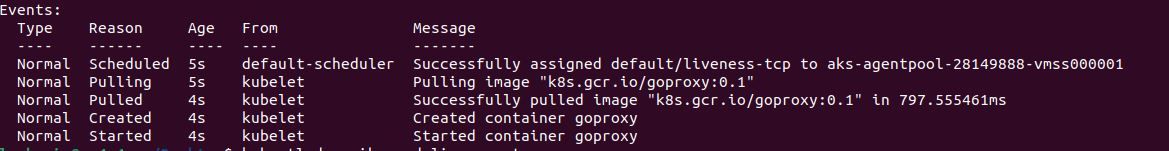 Events:
Type Reason Age From Message
---- ------ ---- ---- -------
Normal Scheduled 5s default-scheduler Successfully assigned default/liveness-tcp to aks-agentpool-28149888-vmss000001
Normal Pulling 5s kubelet Pulling image "k8s.gcr.io/goproxy:0.1"
Normal Pulled 4s kubelet Successfully pulled image "k8s.gcr.io/goproxy:0.1" in 797.555461ms
Normal Created 4s kubelet Created container goproxy
Normal Started 4s kubelet Started container goproxy